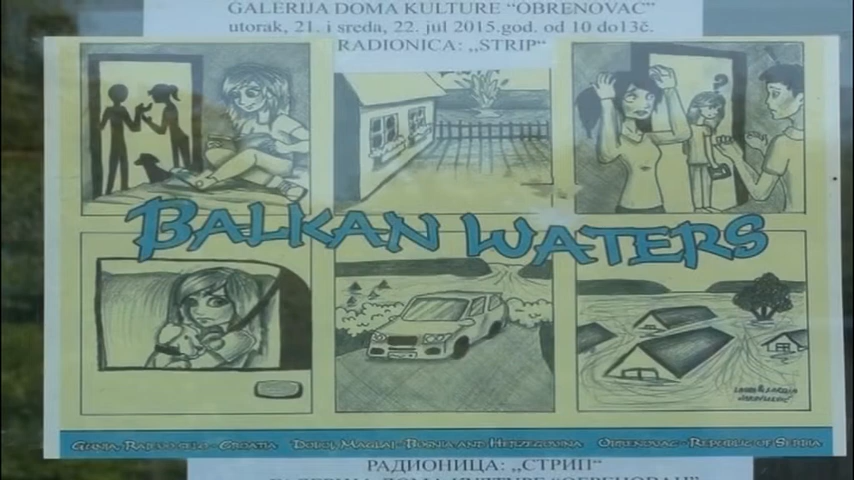 GALERIJA DOMA KULTURE “OBRENOVAC”
utorak, 21. i sreda, 22. jul 2015.god. od 10 do13č.
RADIONICA: „STRIP“
BALKAN WATERS
GUNJA, RAJEVO SELO - CROATIA DOBOJ, MAGLAJ - BOSNIA AND HERZEGOVINA OBRENOVAC - REPUBLIC OF SERBIA
РАДИОНИЦА: „СТРИП“